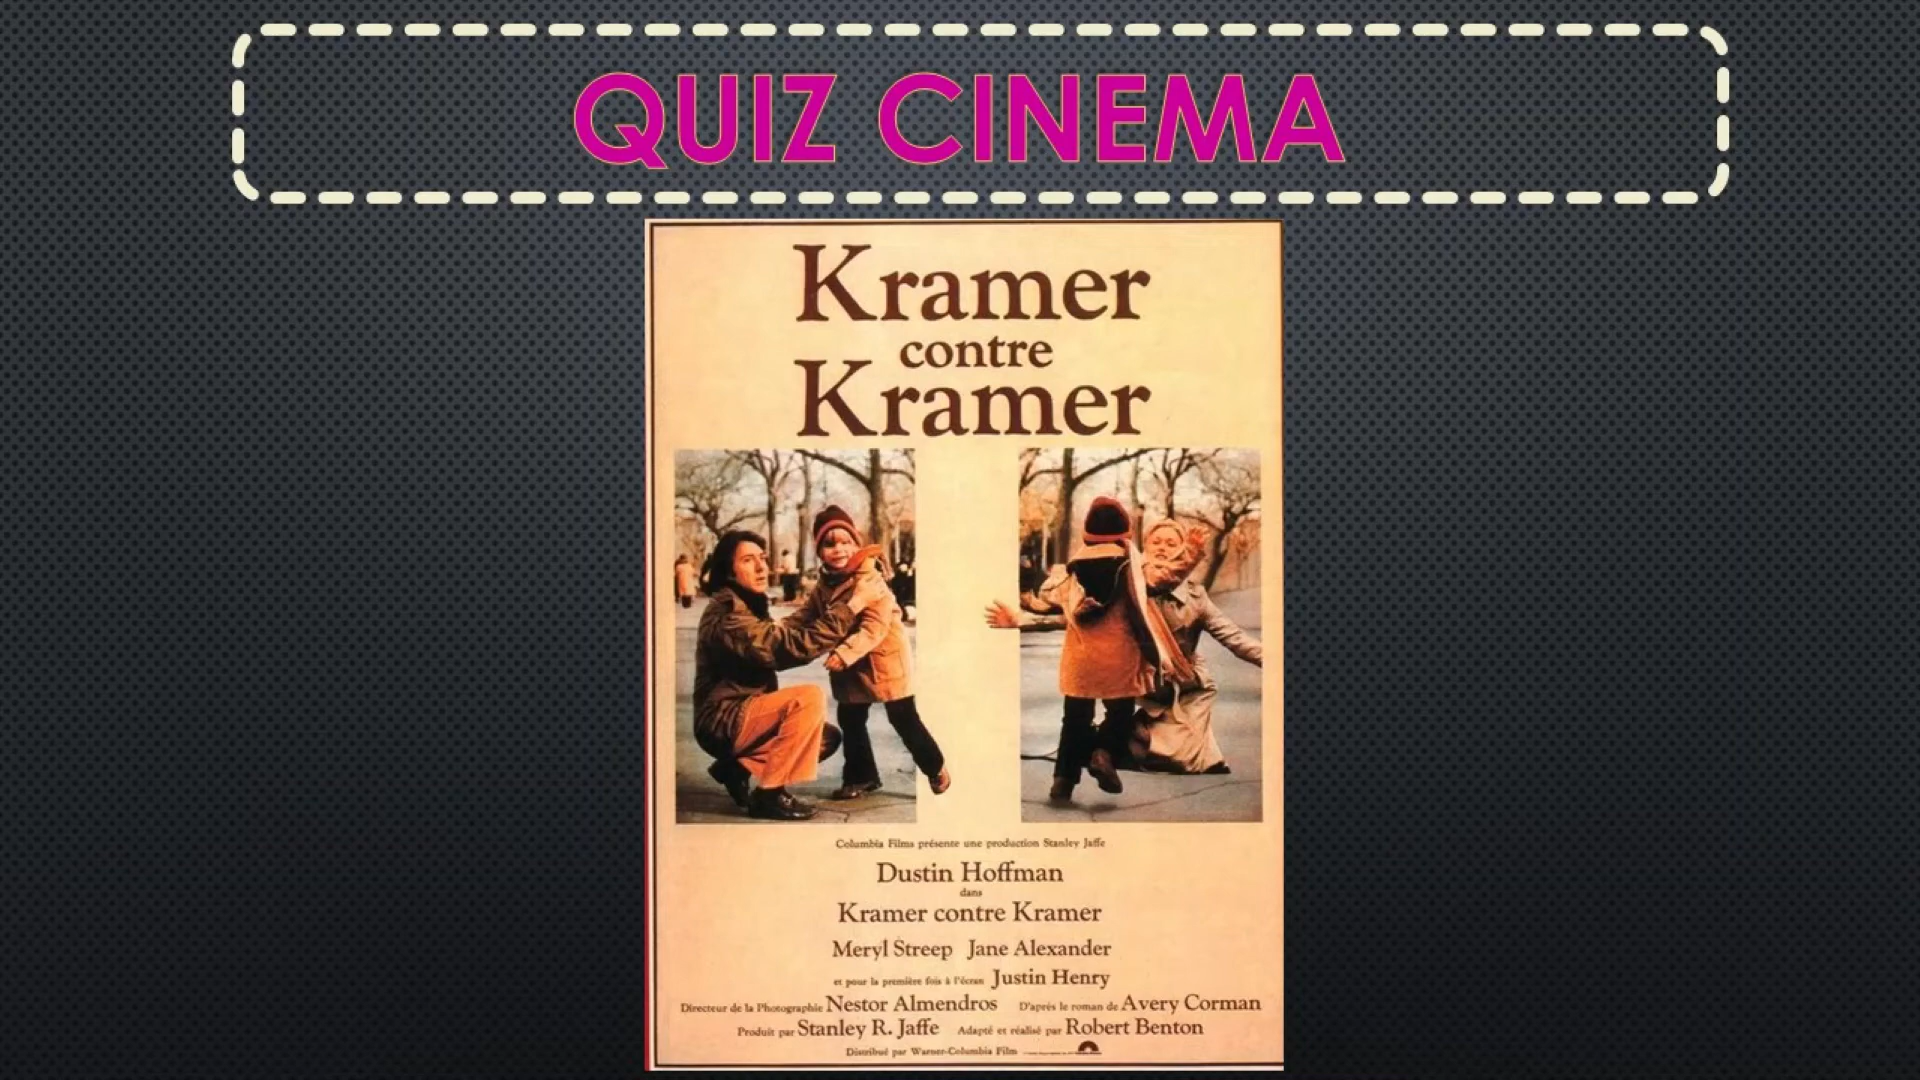 QUIZ CINEMA
Kramer
contre
Kramer
Columbia Films présente une production Stanley Jaffe
Dustin Hoffman
dans
Kramer contre Kramer
Meryl Streep Jane Alexander
et pour la première fois à l'écran Justin Henry
Directeur de la Photographie Nestor Almendros D'après le roman de Avery Corman
Produit par Stanley R. Jaffe Adapté et réalisé par Robert Benton
Distribué par Warner-Columbia Film